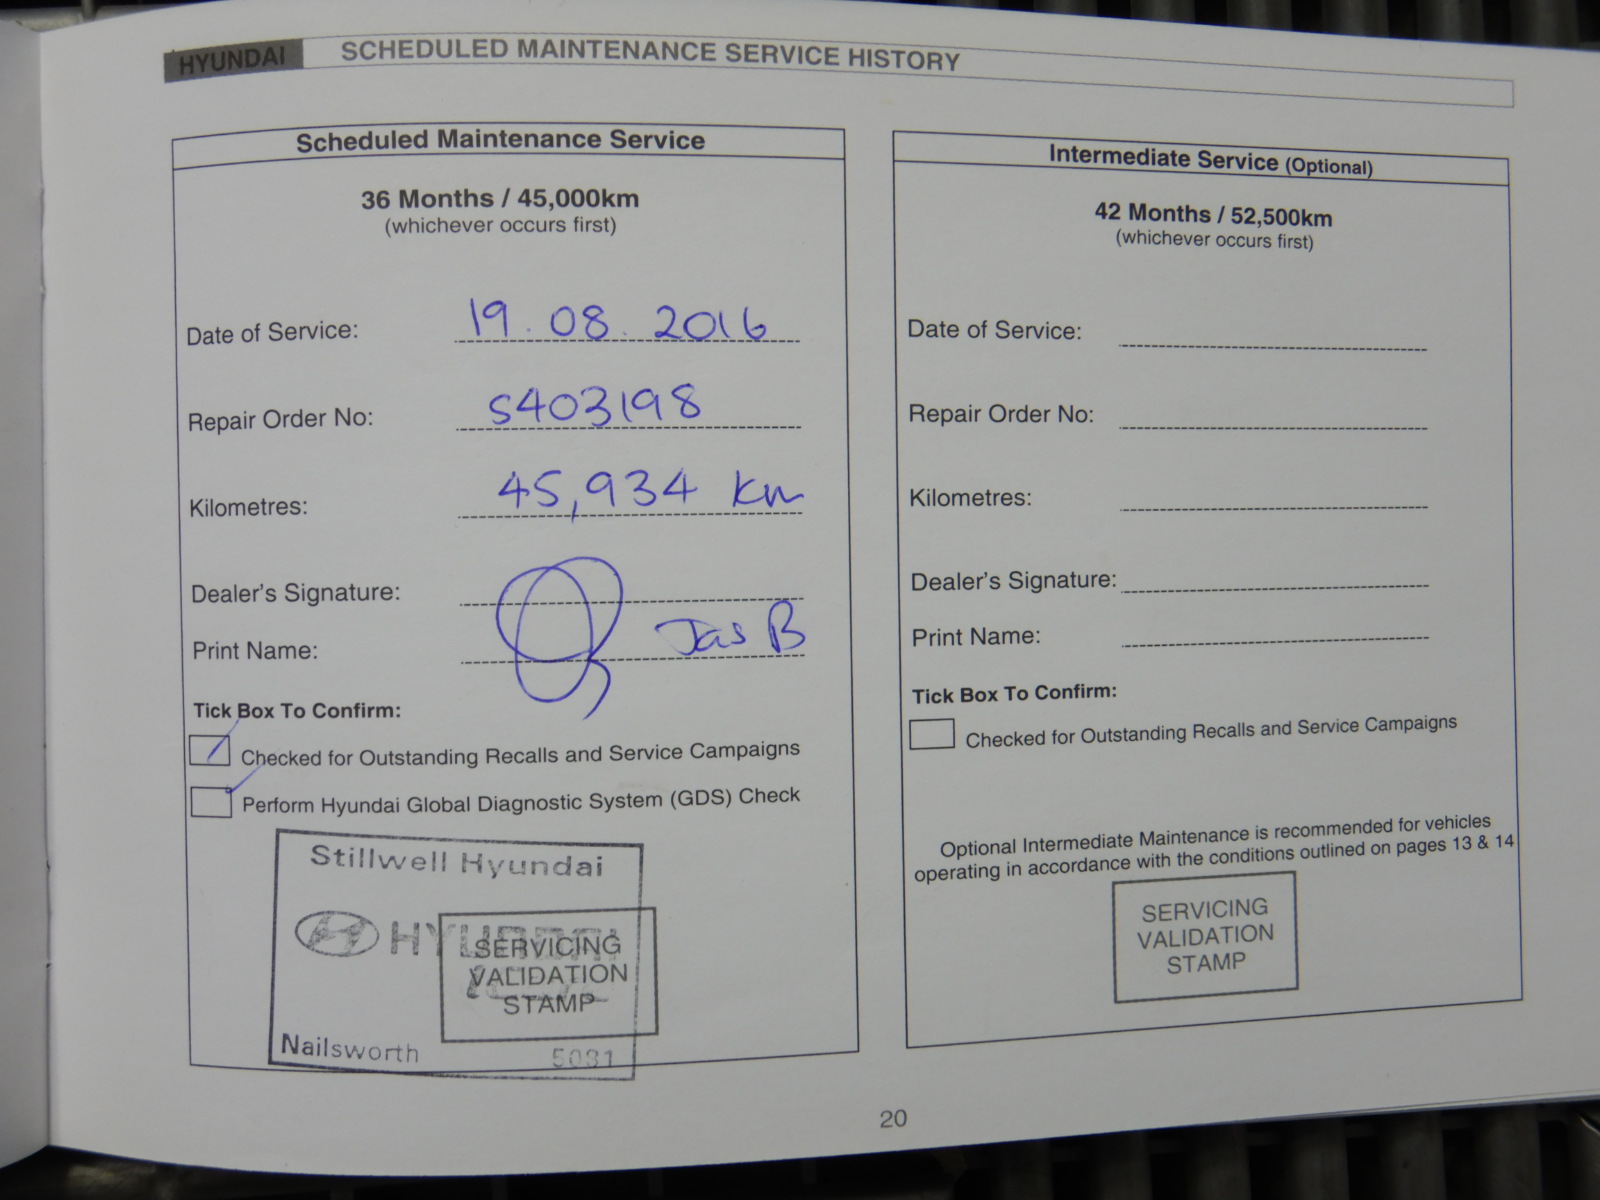 HYUNDAI
SCHEDULED MAINTENANCE SERVICE HISTORY
Scheduled Maintenance Service
36 Months / 45,000km
(whichever occurs first)
Date of Service: 19.08.2016
Repair Order No: S403198
Kilometres: 45,934 km
Dealer's Signature:
Print Name: Jas B
Tick Box To Confirm:
Checked for Outstanding Recalls and Service Campaigns
Perform Hyundai Global Diagnostic System (GDS) Check
Stillwell Hyundai
HYUNDAI
SERVICING
VALIDATION
STAMP
Nailsworth 5031
Intermediate Service (Optional)
42 Months / 52,500km
(whichever occurs first)
Date of Service:
Repair Order No:
Kilometres:
Dealer's Signature:
Print Name:
Tick Box To Confirm:
Checked for Outstanding Recalls and Service Campaigns
Optional Intermediate Maintenance is recommended for vehicles
operating in accordance with the conditions outlined on pages 13 & 14
SERVICING
VALIDATION
STAMP
20